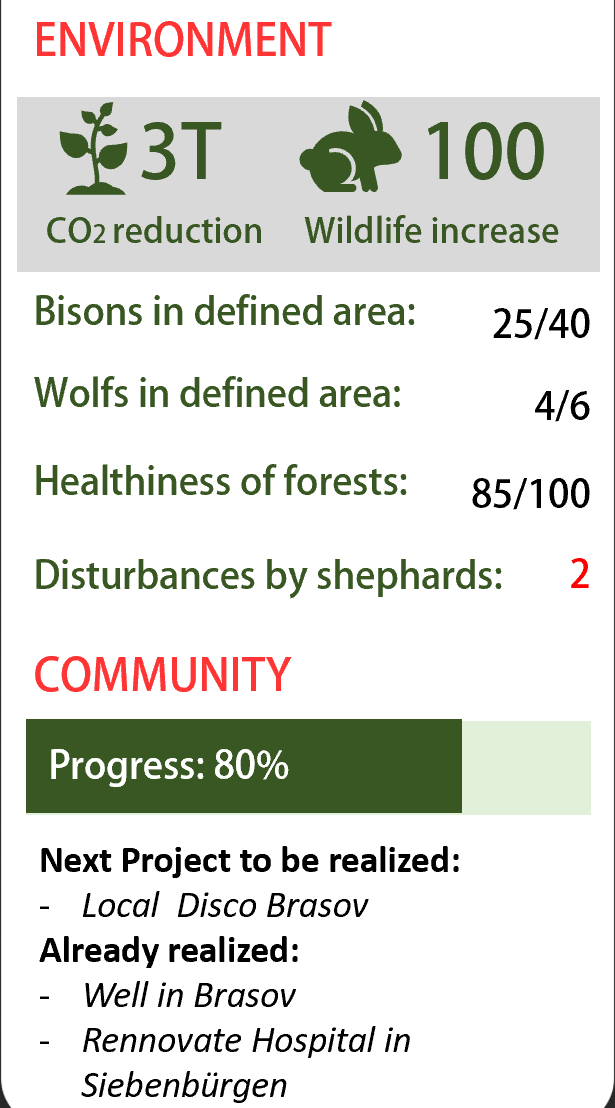 ENVIRONMENT
3T 100
CO2 reduction Wildlife increase
Bisons in defined area: 25/40
Wolfs in defined area: 4/6
Healthiness of forests: 85/100
Disturbances by shephards: 2
COMMUNITY
Progress: 80%
Next Project to be realized:
- Local Disco Brasov
Already realized:
- Well in Brasov
- Rennovate Hospital in
Siebenbürgen